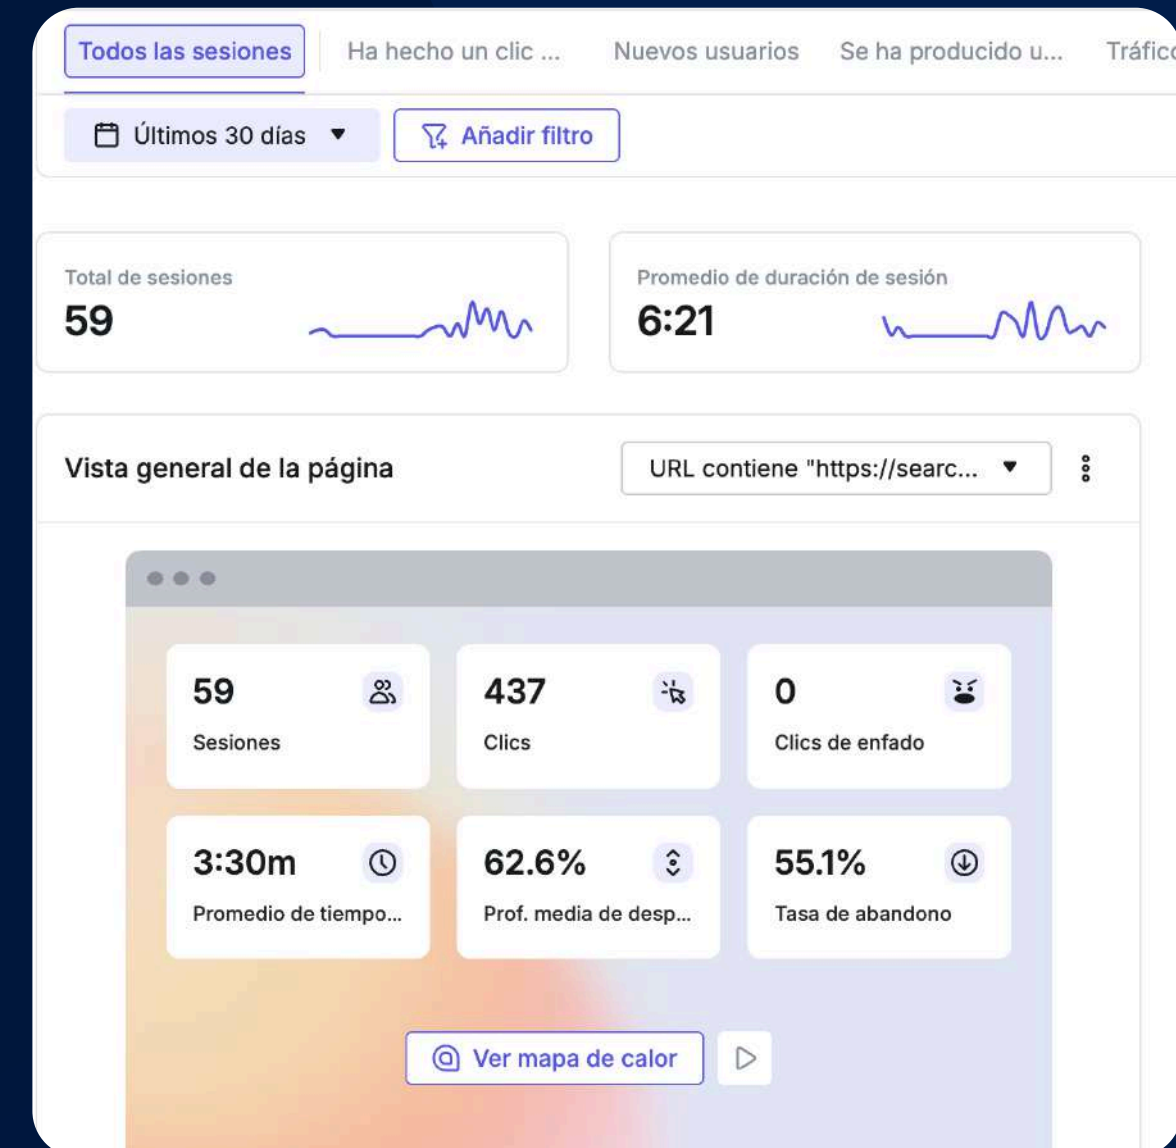 Todos las sesiones Ha hecho un clic ... Nuevos usuarios Se ha producido u... Tráfico
Últimos 30 días Añadir filtro
Total de sesiones
59
Promedio de duración de sesión
6:21
Vista general de la página URL contiene "https://searc...
59
Sesiones
437
Clics
0
Clics de enfado
3:30m
Promedio de tiempo...
62.6%
Prof. media de desp...
55.1%
Tasa de abandono
Ver mapa de calor